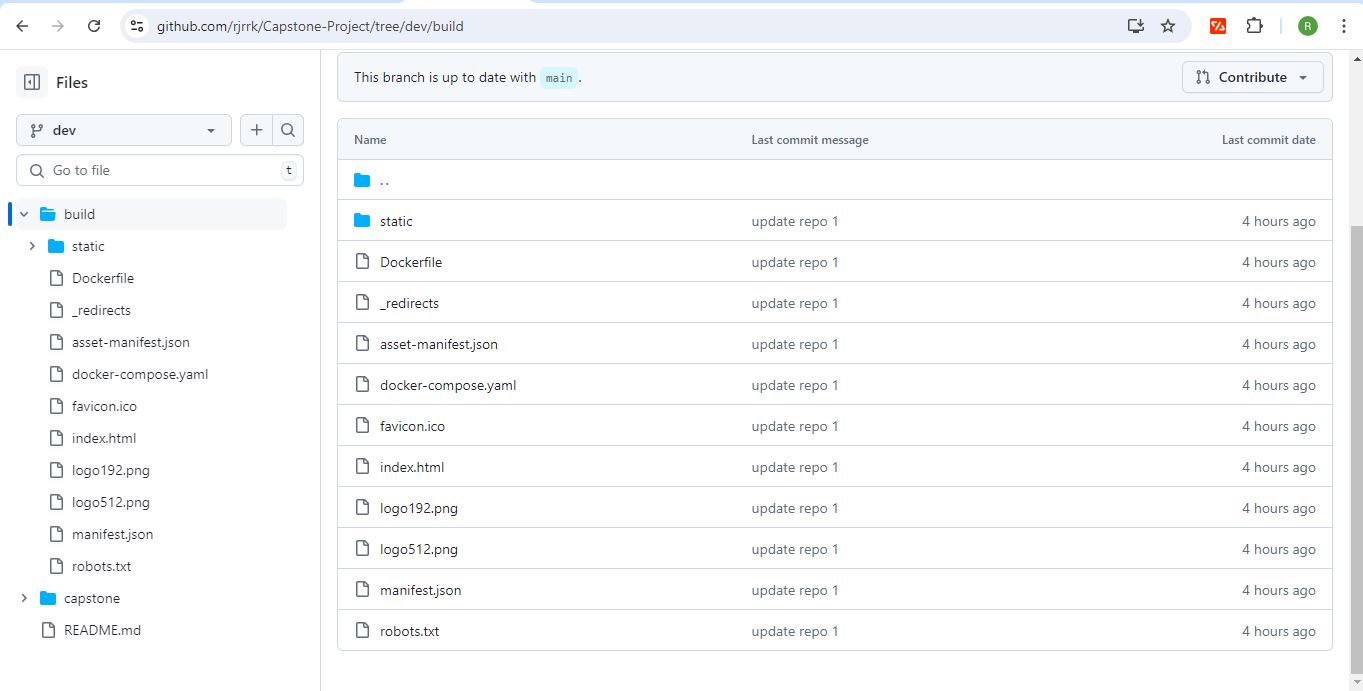 github.com/rjrrk/Capstone-Project/tree/dev/build
R
Files
dev
Go to file
t
build
static
Dockerfile
_redirects
asset-manifest.json
docker-compose.yaml
favicon.ico
index.html
logo192.png
logo512.png
manifest.json
robots.txt
capstone
README.md
This branch is up to date with main .
Contribute
Name Last commit message Last commit date
..
static update repo 1 4 hours ago
Dockerfile update repo 1 4 hours ago
_redirects update repo 1 4 hours ago
asset-manifest.json update repo 1 4 hours ago
docker-compose.yaml update repo 1 4 hours ago
favicon.ico update repo 1 4 hours ago
index.html update repo 1 4 hours ago
logo192.png update repo 1 4 hours ago
logo512.png update repo 1 4 hours ago
manifest.json update repo 1 4 hours ago
robots.txt update repo 1 4 hours ago